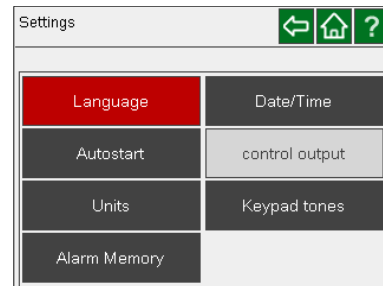 Settings
?
Language
Date/Time
Autostart
control output
Units
Keypad tones
Alarm Memory